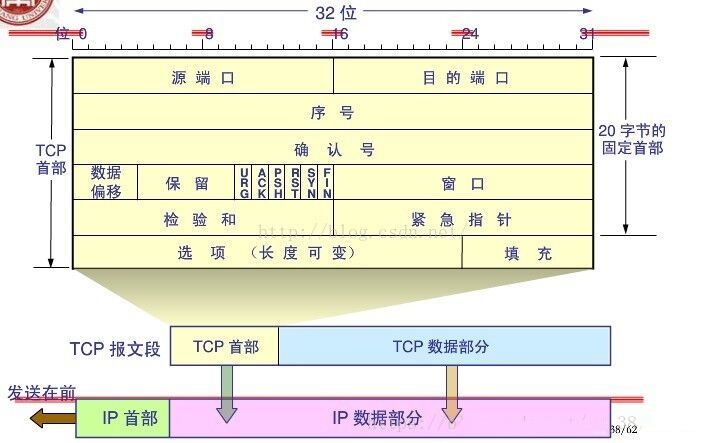 32 位
位 0 8 16 24 31
源 端 口 目 的 端 口
序 号
TCP
首部
确 认 号
20 字节的
固定首部
数据
偏移
保 留
URG ACK PSH RST SYN FIN
窗 口
检 验 和
紧 急 指 针
http://blog.csdn.net/
选 项 （长 度 可 变） 填 充
TCP 报文段 TCP 首部 TCP 数据部分
发送在前
IP 首部 IP 数据部分
38/62